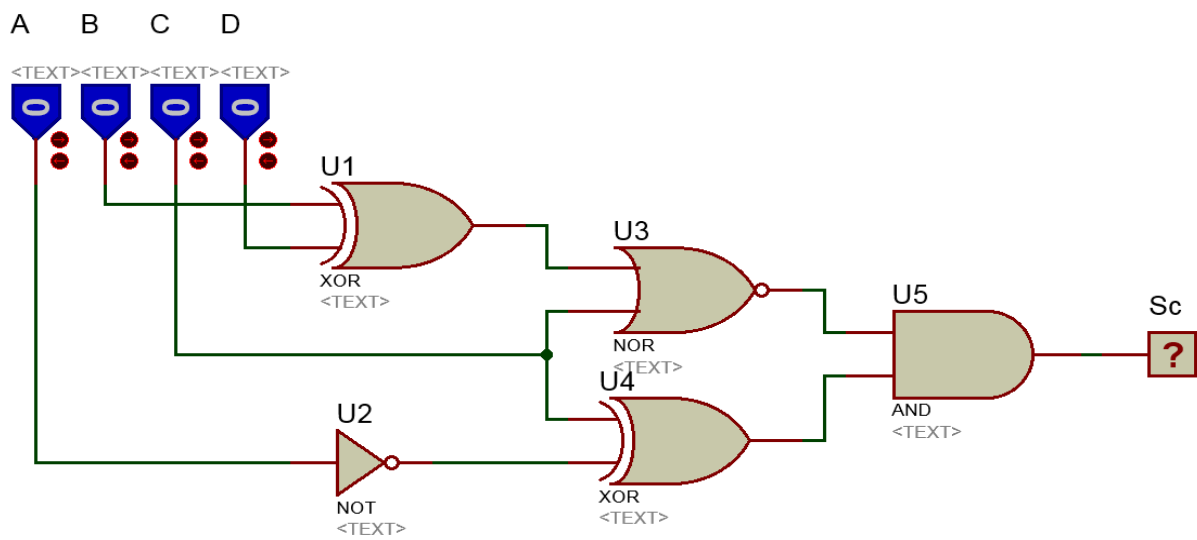 A B C D
<TEXT> <TEXT> <TEXT> <TEXT>
0 0 0 0
U1
XOR
<TEXT>
U3
NOR
<TEXT>
U5
AND
<TEXT>
Sc
?
U2
NOT
<TEXT>
U4
XOR
<TEXT>